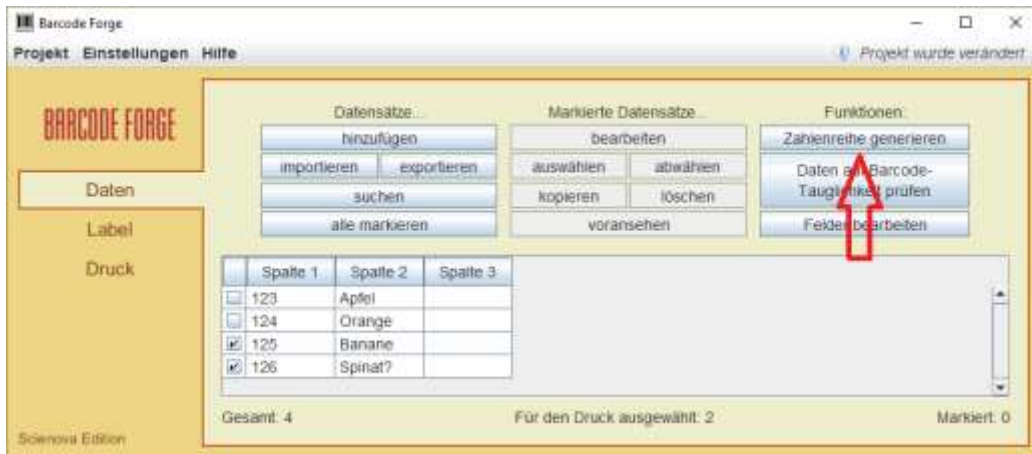 Barcode Forge
Projekt Einstellungen Hilfe
Projekt wurde verändert
BARCODE FORGE
Daten
Label
Druck
Scienova Edition
Datensätze...
hinzufügen
importieren exportieren
suchen
alle markieren
Markierte Datensätze...
bearbeiten
auswählen abwählen
kopieren löschen
voransehen
Funktionen:
Zahlenreihe generieren
Daten auf Barcode-
Tauglichkeit prüfen
Felder bearbeiten
Spalte 1 Spalte 2 Spalte 3
123 Apfel
124 Orange
125 Banane
126 Spinat?
Gesamt: 4 Für den Druck ausgewählt: 2 Markiert: 0